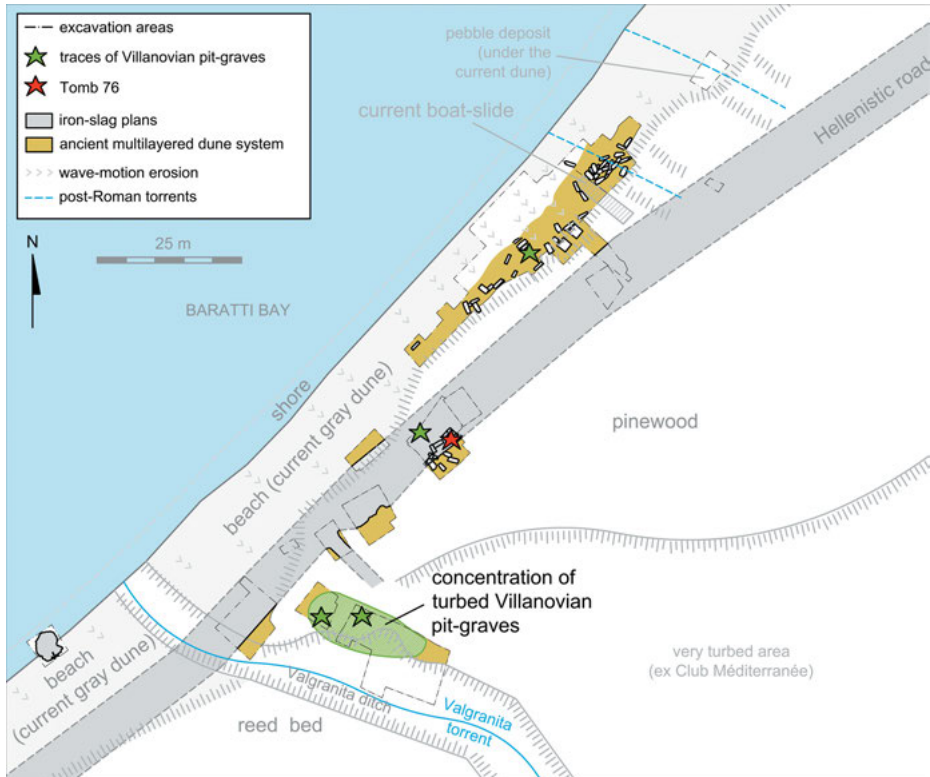 excavation areas
traces of Villanovian pit-graves
Tomb 76
iron-slag plans
ancient multilayered dune system
wave-motion erosion
post-Roman torrents
pebble deposit
(under the
current dune)
current boat-slide
Hellenistic road
N
25 m
BARATTI BAY
shore
beach (current gray dune)
pinewood
concentration of
turbed Villanovian
pit-graves
very turbed area
(ex Club Méditerranée)
beach
(current gray dune)
Valgranita ditch
Valgranita
torrent
reed bed